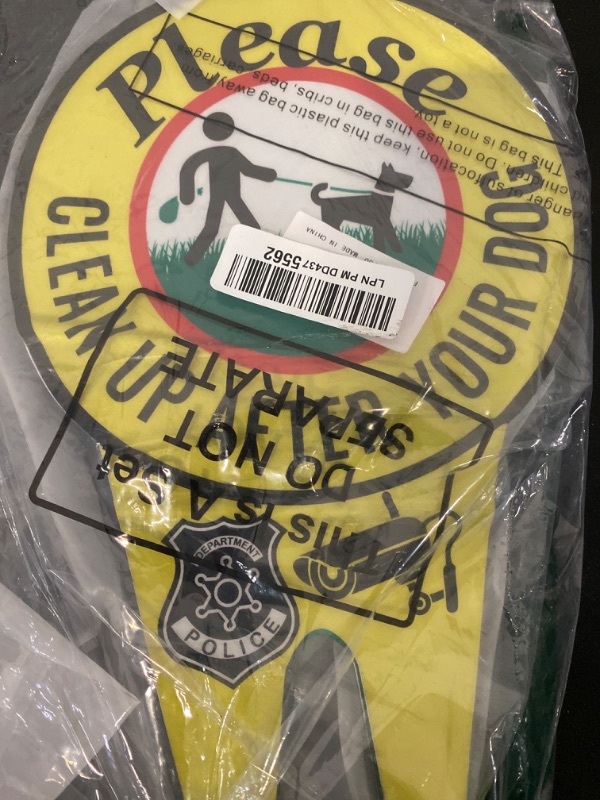 Please
CLEAN UP AFTER YOUR DOG
DEPARTMENT
POLICE
LPN PM DD437 5562
MADE IN CHINA
THIS IS A Set
DO NOT
SEPARATE
suffocation, keep this plastic bag away from
children. Do not use this bag in cribs, beds
carriages
This bag is not a toy